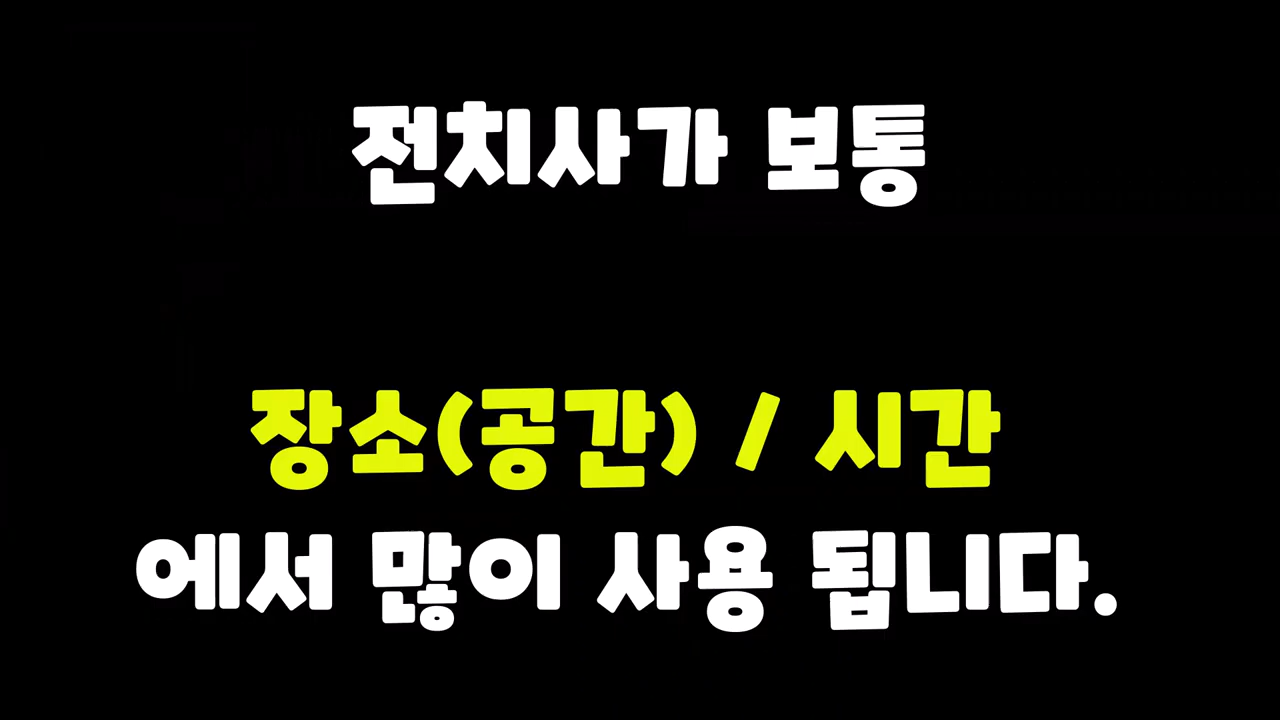 전치사가 보통
장소(공간) / 시간
에서 많이 사용 됩니다.